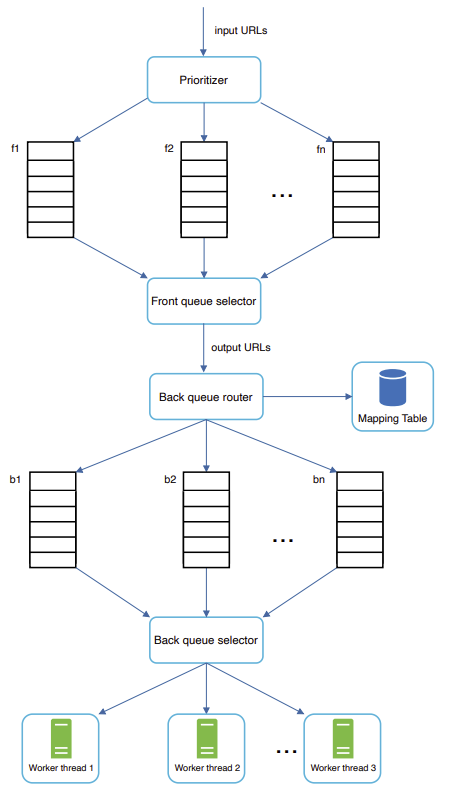 input URLs
Prioritizer
f1
f2
fn
...
Front queue selector
output URLs
Back queue router
Mapping Table
b1
b2
bn
...
Back queue selector
...
Worker thread 1
Worker thread 2
Worker thread 3